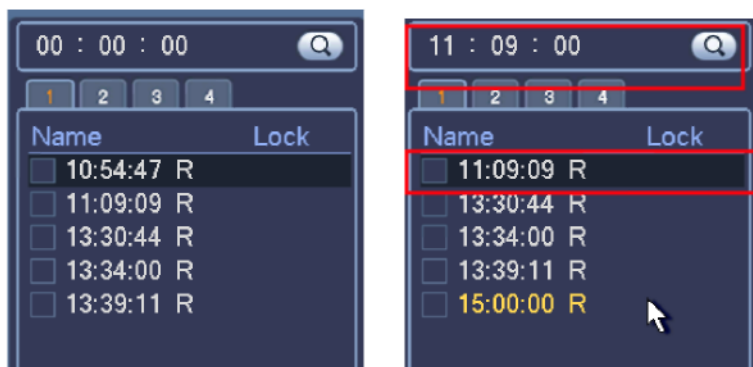 00 : 00 : 00
1 2 3 4
Name Lock
10:54:47 R
11:09:09 R
13:30:44 R
13:34:00 R
13:39:11 R
11 : 09 : 00
1 2 3 4
Name Lock
11:09:09 R
13:30:44 R
13:34:00 R
13:39:11 R
15:00:00 R